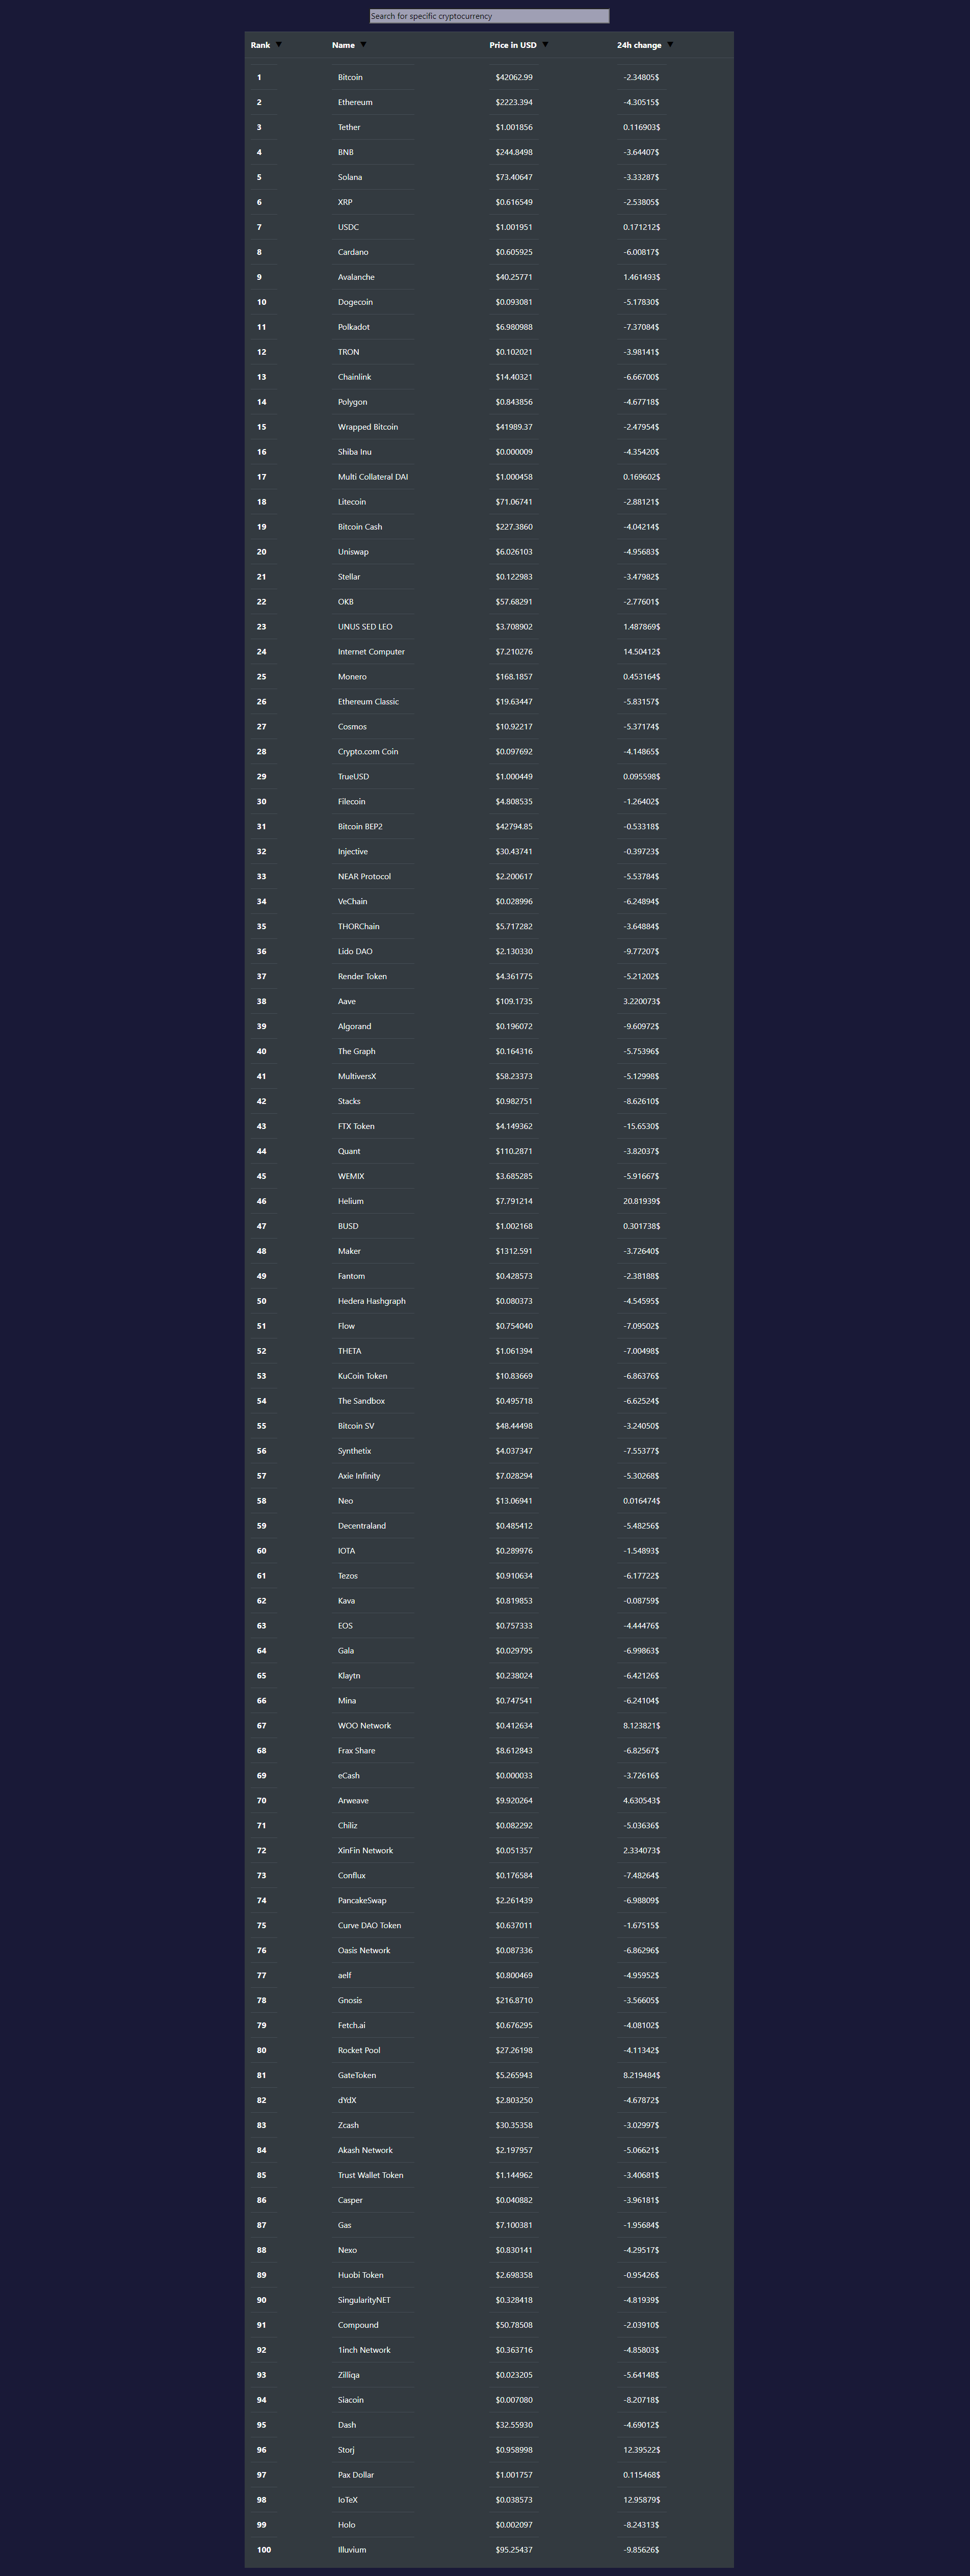 Search for specific cryptocurrency
Rank ▼ Name ▼ Price in USD ▼ 24h change ▼
1 Bitcoin $42062.99 -2.34805$
2 Ethereum $2223.394 -4.30515$
3 Tether $1.001856 0.116903$
4 BNB $244.8498 -3.64407$
5 Solana $73.40647 -3.33287$
6 XRP $0.616549 -2.53805$
7 USDC $1.001951 0.171212$
8 Cardano $0.605925 -6.00817$
9 Avalanche $40.25771 1.461493$
10 Dogecoin $0.093081 -5.17830$
11 Polkadot $6.980988 -7.37084$
12 TRON $0.102021 -3.98141$
13 Chainlink $14.40321 -6.66700$
14 Polygon $0.843856 -4.67718$
15 Wrapped Bitcoin $41989.37 -2.47954$
16 Shiba Inu $0.000009 -4.35420$
17 Multi Collateral DAI $1.000458 0.169602$
18 Litecoin $71.06741 -2.88121$
19 Bitcoin Cash $227.3860 -4.04214$
20 Uniswap $6.026103 -4.95683$
21 Stellar $0.122983 -3.47982$
22 OKB $57.68291 -2.77601$
23 UNUS SED LEO $3.708902 1.487869$
24 Internet Computer $7.210276 14.50412$
25 Monero $168.1857 0.453164$
26 Ethereum Classic $19.63447 -5.83157$
27 Cosmos $10.92217 -5.37174$
28 Crypto.com Coin $0.097692 -4.14865$
29 TrueUSD $1.000449 0.095598$
30 Filecoin $4.808535 -1.26402$
31 Bitcoin BEP2 $42794.85 -0.53318$
32 Injective $30.43741 -0.39723$
33 NEAR Protocol $2.200617 -5.53784$
34 VeChain $0.028996 -6.24894$
35 THORChain $5.717282 -3.64884$
36 Lido DAO $2.130330 -9.77207$
37 Render Token $4.361775 -5.21202$
38 Aave $109.1735 3.220073$
39 Algorand $0.196072 -9.60972$
40 The Graph $0.164316 -5.75396$
41 MultiversX $58.23373 -5.12998$
42 Stacks $0.982751 -8.62610$
43 FTX Token $4.149362 -15.6530$
44 Quant $110.2871 -3.82037$
45 WEMIX $3.685285 -5.91667$
46 Helium $7.791214 20.81939$
47 BUSD $1.002168 0.301738$
48 Maker $1312.591 -3.72640$
49 Fantom $0.428573 -2.38188$
50 Hedera Hashgraph $0.080373 -4.54595$
51 Flow $0.754040 -7.09502$
52 THETA $1.061394 -7.00498$
53 KuCoin Token $10.83669 -6.86376$
54 The Sandbox $0.495718 -6.62524$
55 Bitcoin SV $48.44498 -3.24050$
56 Synthetix $4.037347 -7.55377$
57 Axie Infinity $7.028294 -5.30268$
58 Neo $13.06941 0.016474$
59 Decentraland $0.485412 -5.48256$
60 IOTA $0.289976 -1.54893$
61 Tezos $0.910634 -6.17722$
62 Kava $0.819853 -0.08759$
63 EOS $0.757333 -4.44476$
64 Gala $0.029795 -6.99863$
65 Klaytn $0.238024 -6.42126$
66 Mina $0.747541 -6.24104$
67 WOO Network $0.412634 8.123821$
68 Frax Share $8.612843 -6.82567$
69 eCash $0.000033 -3.72616$
70 Arweave $9.920264 4.630543$
71 Chiliz $0.082292 -5.03636$
72 XinFin Network $0.051357 2.334073$
73 Conflux $0.176584 -7.48264$
74 PancakeSwap $2.261439 -6.98809$
75 Curve DAO Token $0.637011 -1.67515$
76 Oasis Network $0.087336 -6.86296$
77 aelf $0.800469 -4.95952$
78 Gnosis $216.8710 -3.56605$
79 Fetch.ai $0.676295 -4.08102$
80 Rocket Pool $27.26198 -4.11342$
81 GateToken $5.265943 8.219484$
82 dYdX $2.803250 -4.67872$
83 Zcash $30.35358 -3.02997$
84 Akash Network $2.197957 -5.06621$
85 Trust Wallet Token $1.144962 -3.40681$
86 Casper $0.040882 -3.96181$
87 Gas $7.100381 -1.95684$
88 Nexo $0.830141 -4.29517$
89 Huobi Token $2.698358 -0.95426$
90 SingularityNET $0.328418 -4.81939$
91 Compound $50.78508 -2.03910$
92 1inch Network $0.363716 -4.85803$
93 Zilliqa $0.023205 -5.64148$
94 Siacoin $0.007080 -8.20718$
95 Dash $32.55930 -4.69012$
96 Storj $0.958998 12.39522$
97 Pax Dollar $1.001757 0.115468$
98 IoTeX $0.038573 12.95879$
99 Holo $0.002097 -8.24313$
100 Illuvium $95.25437 -9.85626$